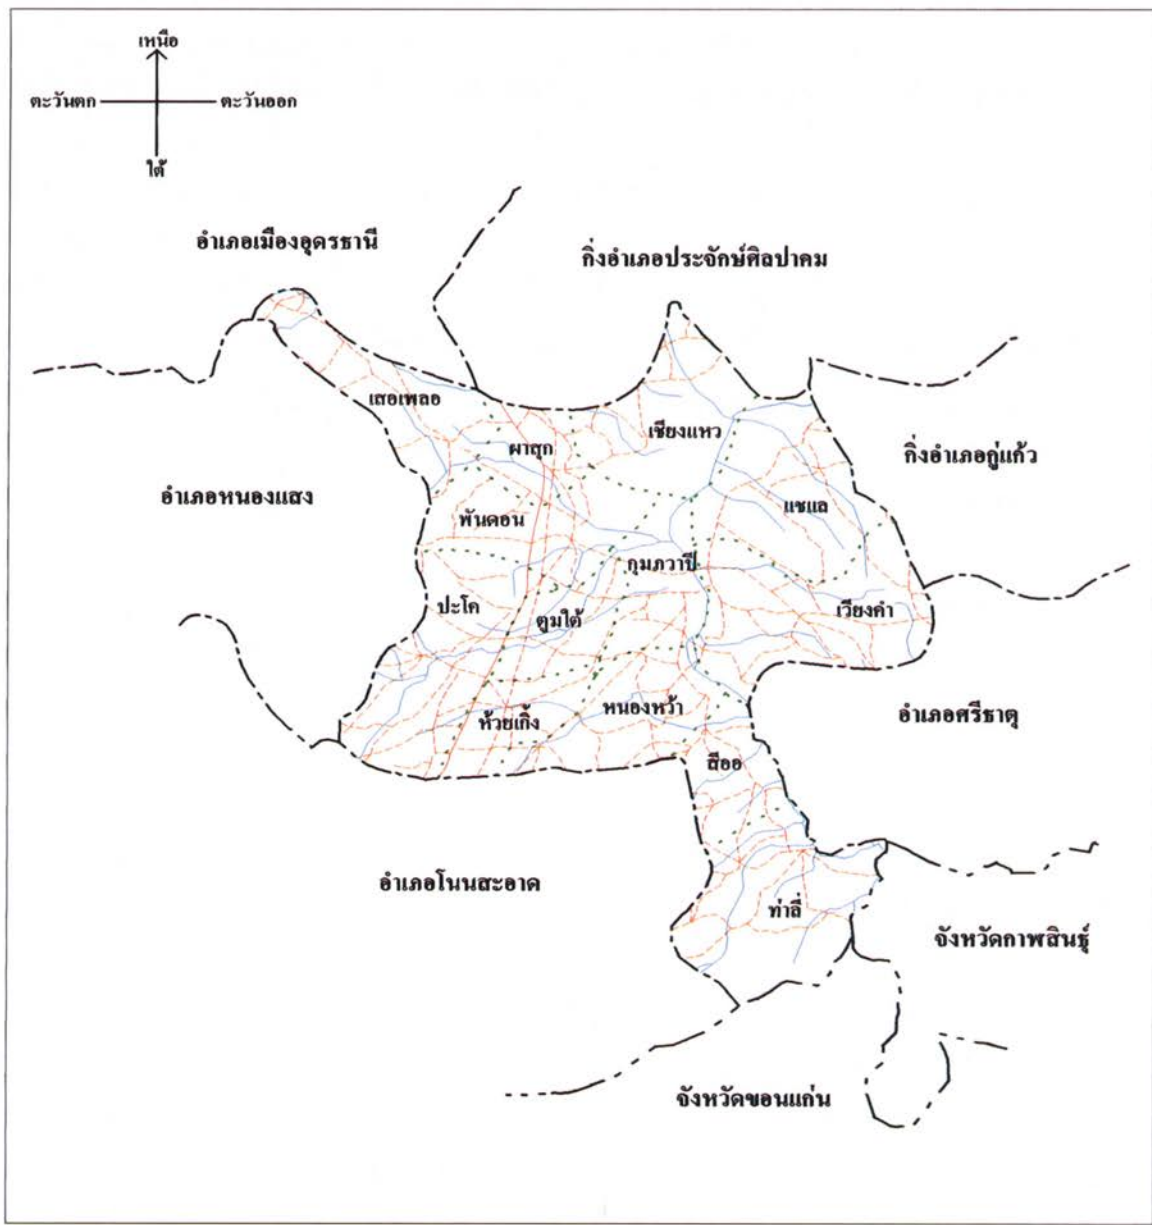 เหนือ
ตะวันตก
ตะวันออก
ใต้
อำเภอเมืองอุดรธานี
กิ่งอำเภอประจักษ์ศิลปาคม
เสอเพลอ
เชียงแหว
ผาสุก
กิ่งอำเภอกู่แก้ว
อำเภอหนองแสง
แชแล
พันดอน
กุมภวาปี
ปะโค
เวียงคำ
ตูมใต้
หนองหว้า
ห้วยเกิ้ง
อำเภอศรีธาตุ
สีออ
อำเภอโนนสะอาด
ท่าลี่
จังหวัดกาฬสินธุ์
จังหวัดขอนแก่น